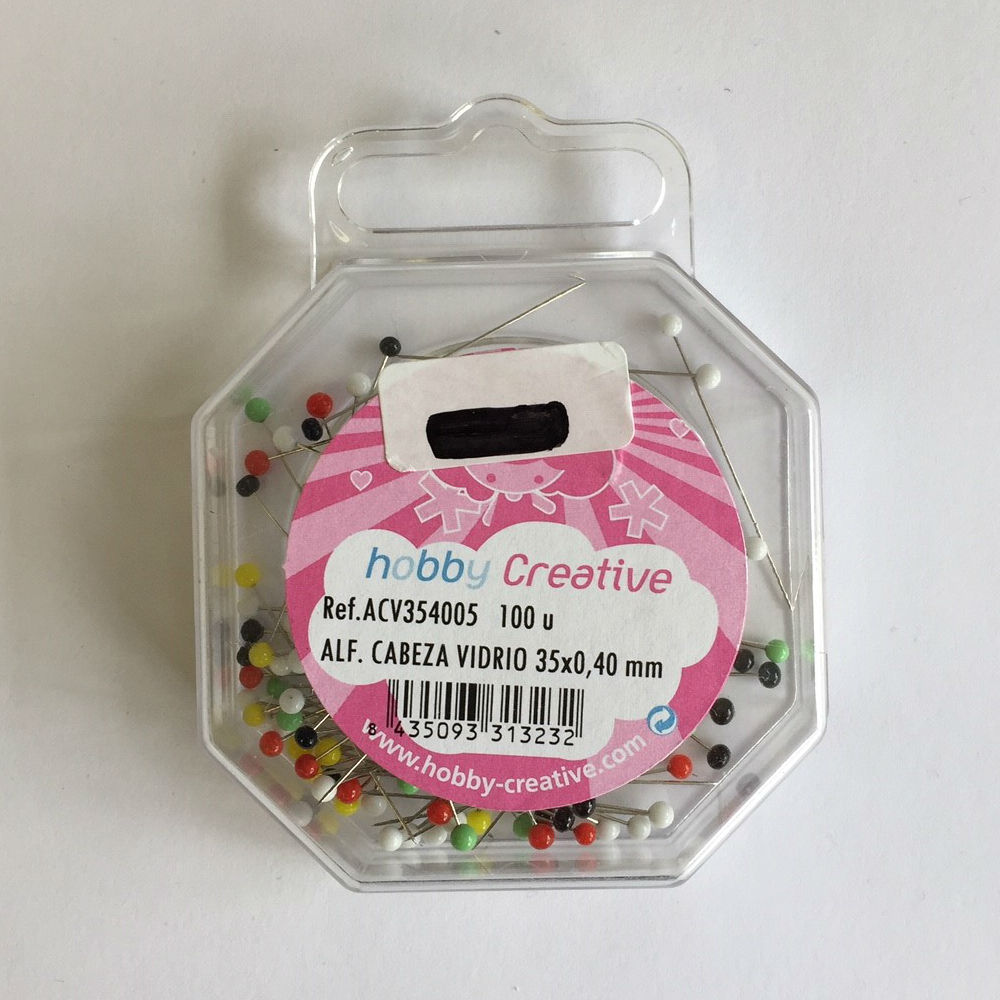 hobby Creative
Ref.ACV354005 100 u
ALF. CABEZA VIDRIO 35x0,40 mm
8 435093 313232
www.hobby-creative.com